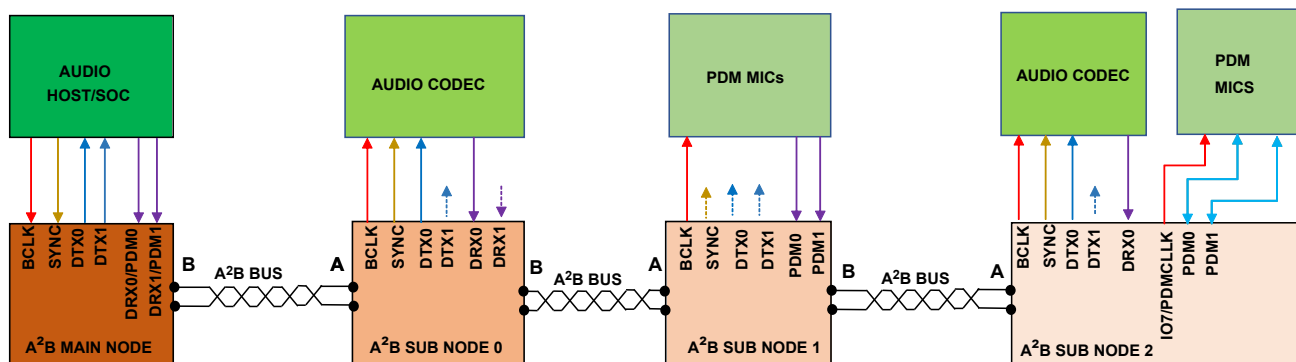 AUDIO
HOST/SOC
AUDIO CODEC
PDM MICs
AUDIO CODEC
PDM
MICS
BCLK
SYNC
DTX0
DTX1
DRX0/PDM0
DRX1/PDM1
B
A²B BUS
A
A²B MAIN NODE
BCLK
SYNC
DTX0
DTX1
DRX0
DRX1
B
A²B BUS
A
A²B SUB NODE 0
BCLK
SYNC
DTX0
DTX1
PDM0
PDM1
B
A²B BUS
A
A²B SUB NODE 1
BCLK
SYNC
DTX0
DTX1
DRX0
IO7/PDMCLK
PDM0
PDM1
A²B SUB NODE 2